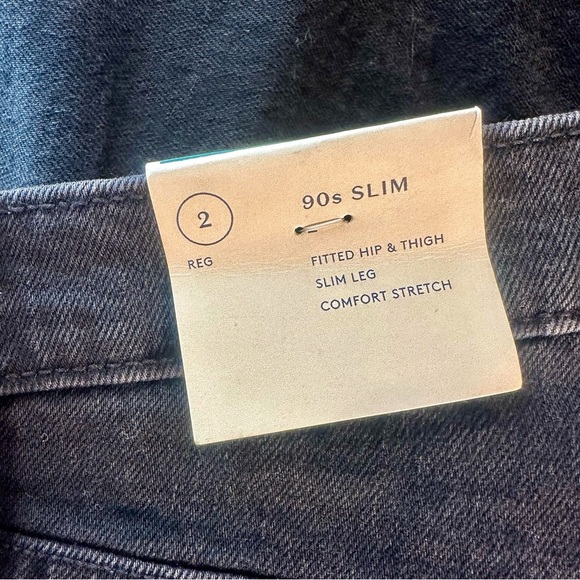 2
REG
90s SLIM
FITTED HIP & THIGH
SLIM LEG
COMFORT STRETCH